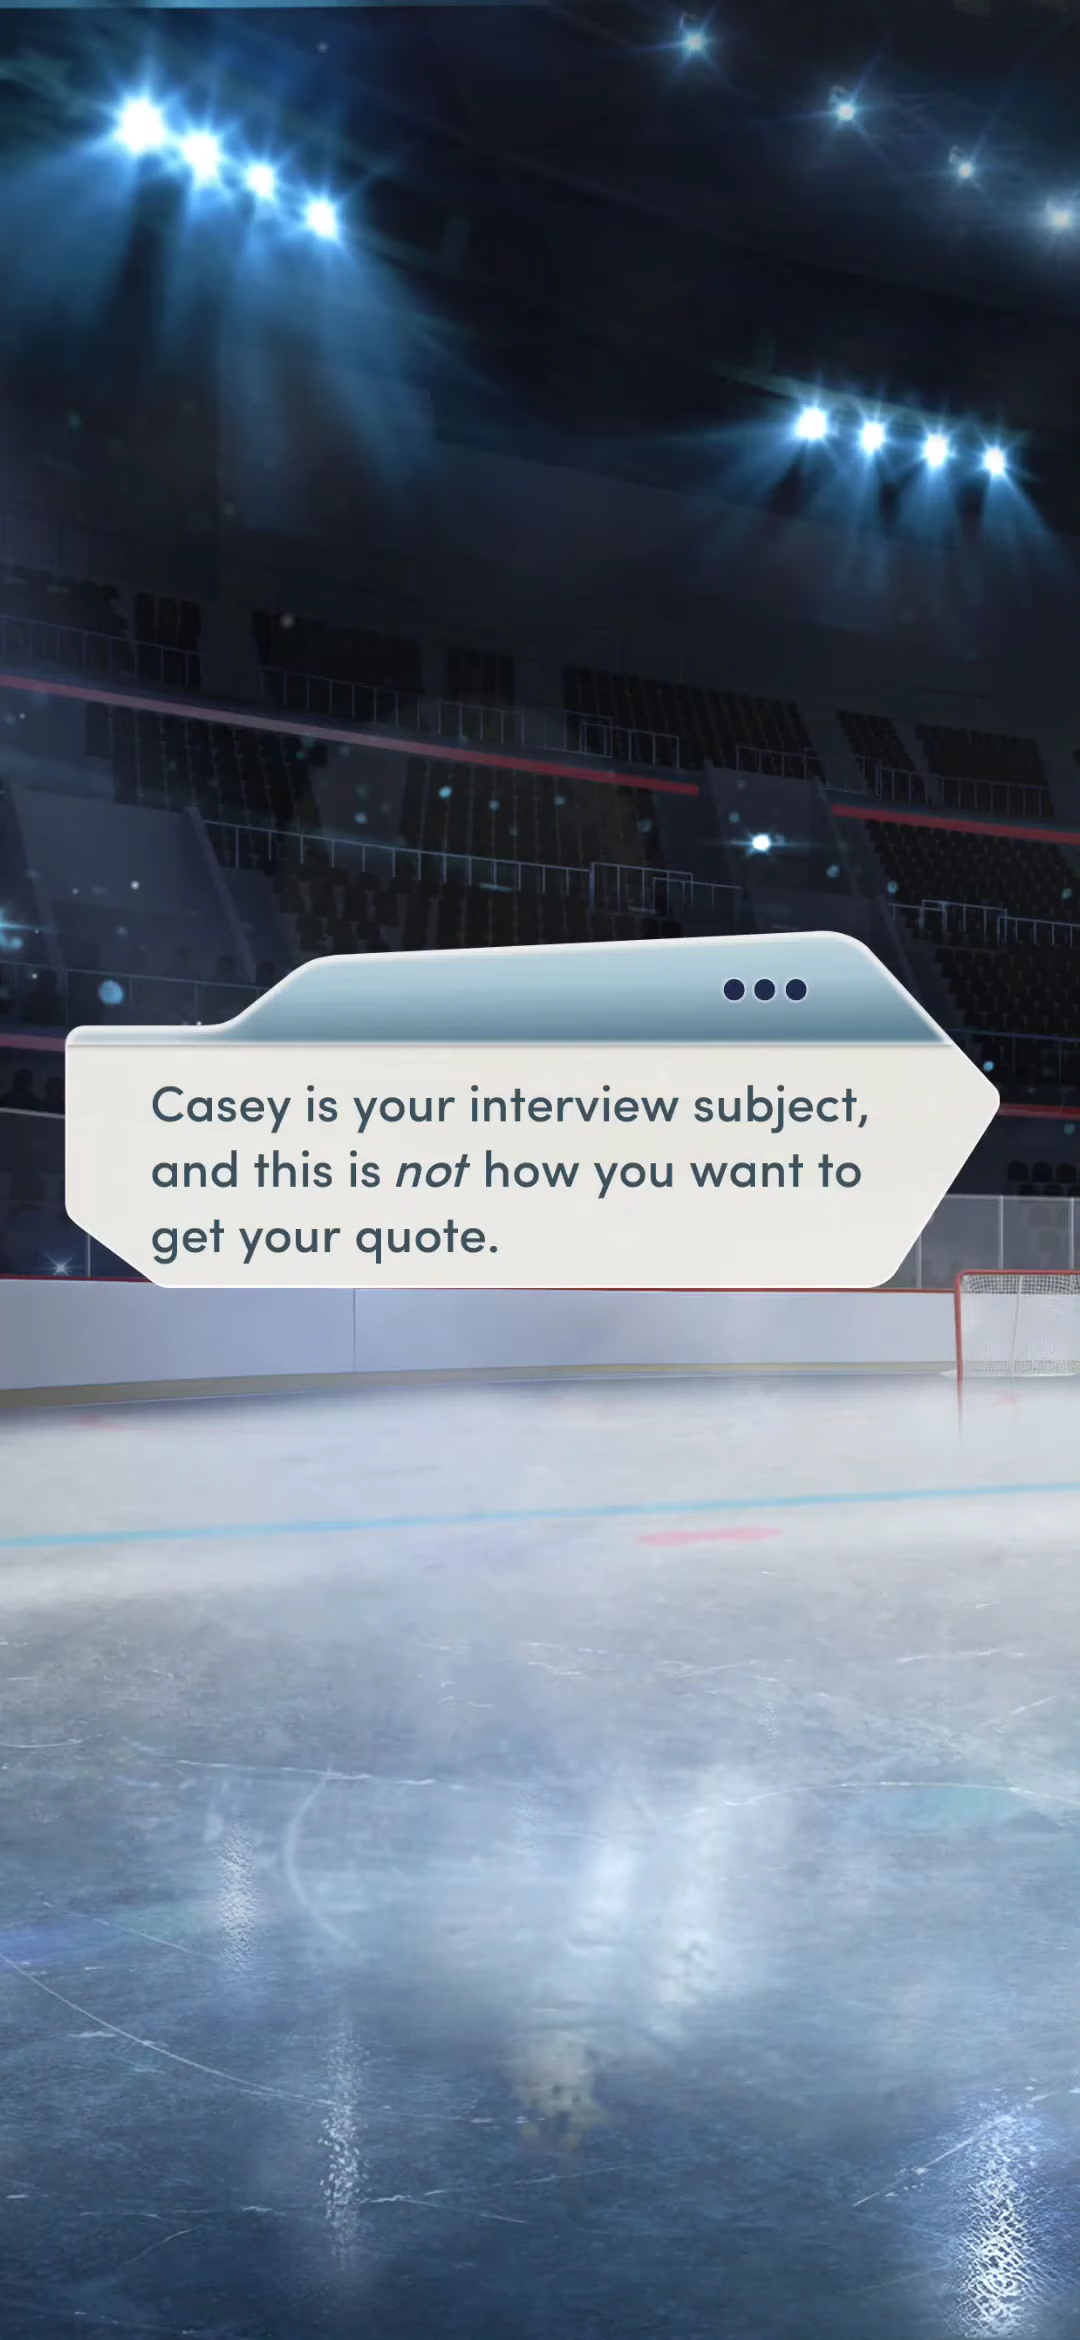 Casey is your interview subject,
and this is not how you want to
get your quote.